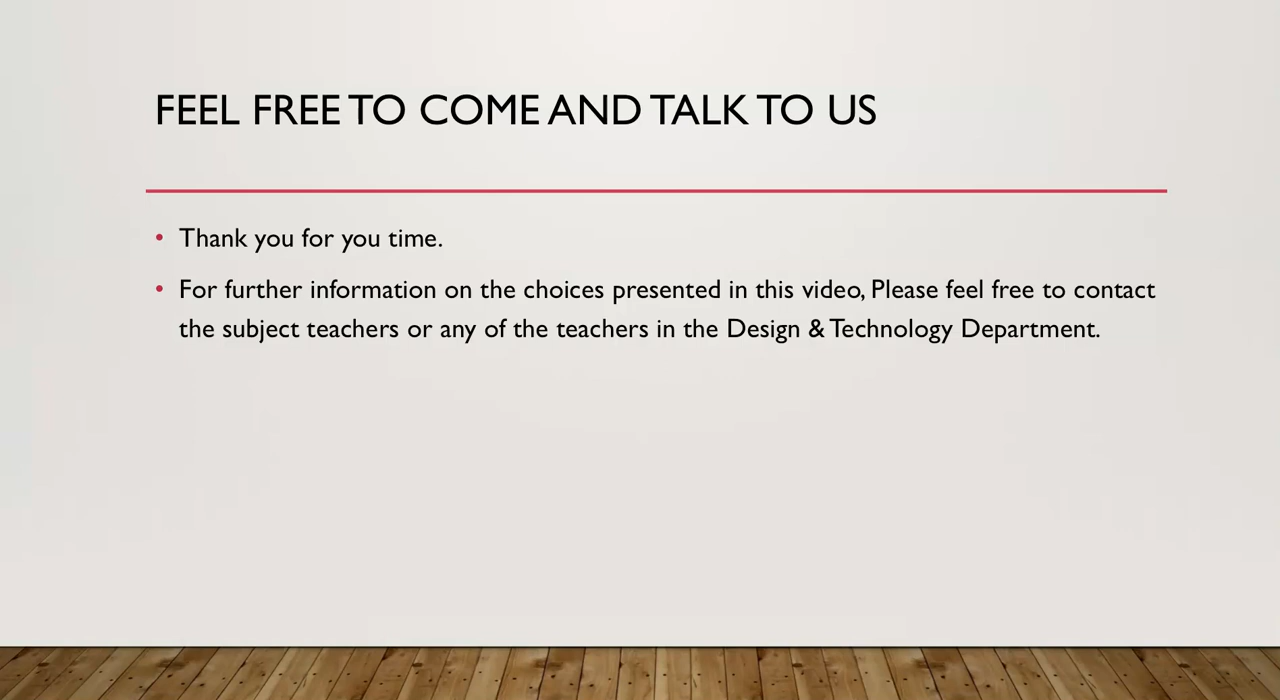 FEEL FREE TO COME AND TALK TO US
• Thank you for you time.
• For further information on the choices presented in this video, Please feel free to contact
the subject teachers or any of the teachers in the Design & Technology Department.